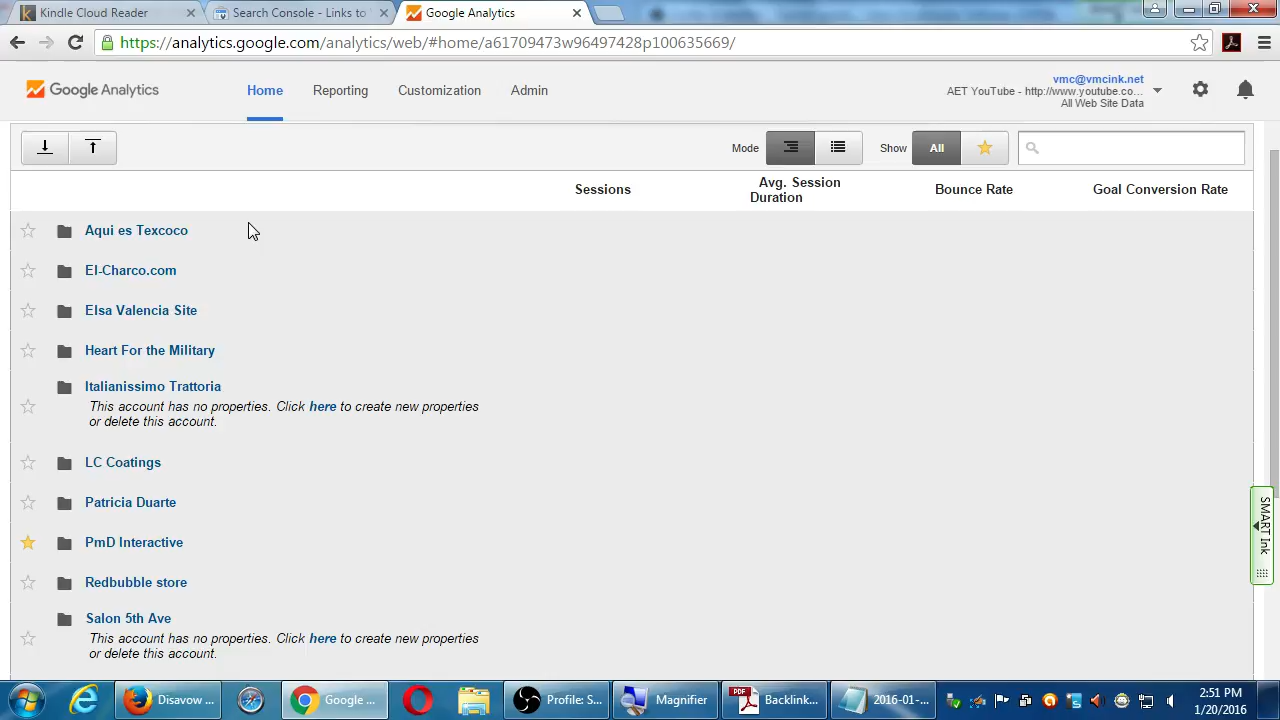 Kindle Cloud Reader
Search Console - Links to
Google Analytics
https://analytics.google.com/analytics/web/#home/a61709473w96497428p100635669/
Google Analytics
Home
Reporting
Customization
Admin
vmc@vmcink.net
AET YouTube - http://www.youtube.co...
All Web Site Data
Mode
Show
All
Sessions
Avg. Session
Duration
Bounce Rate
Goal Conversion Rate
Aqui es Texcoco
El-Charco.com
Elsa Valencia Site
Heart For the Military
Italianissimo Trattoria
This account has no properties. Click here to create new properties
or delete this account.
LC Coatings
Patricia Duarte
PmD Interactive
Redbubble store
Salon 5th Ave
This account has no properties. Click here to create new properties
or delete this account.
SMART Ink
Disavow ...
Google ...
Profile: S...
Magnifier
PDF
Backlink...
2016-01-...
2:51 PM
1/20/2016